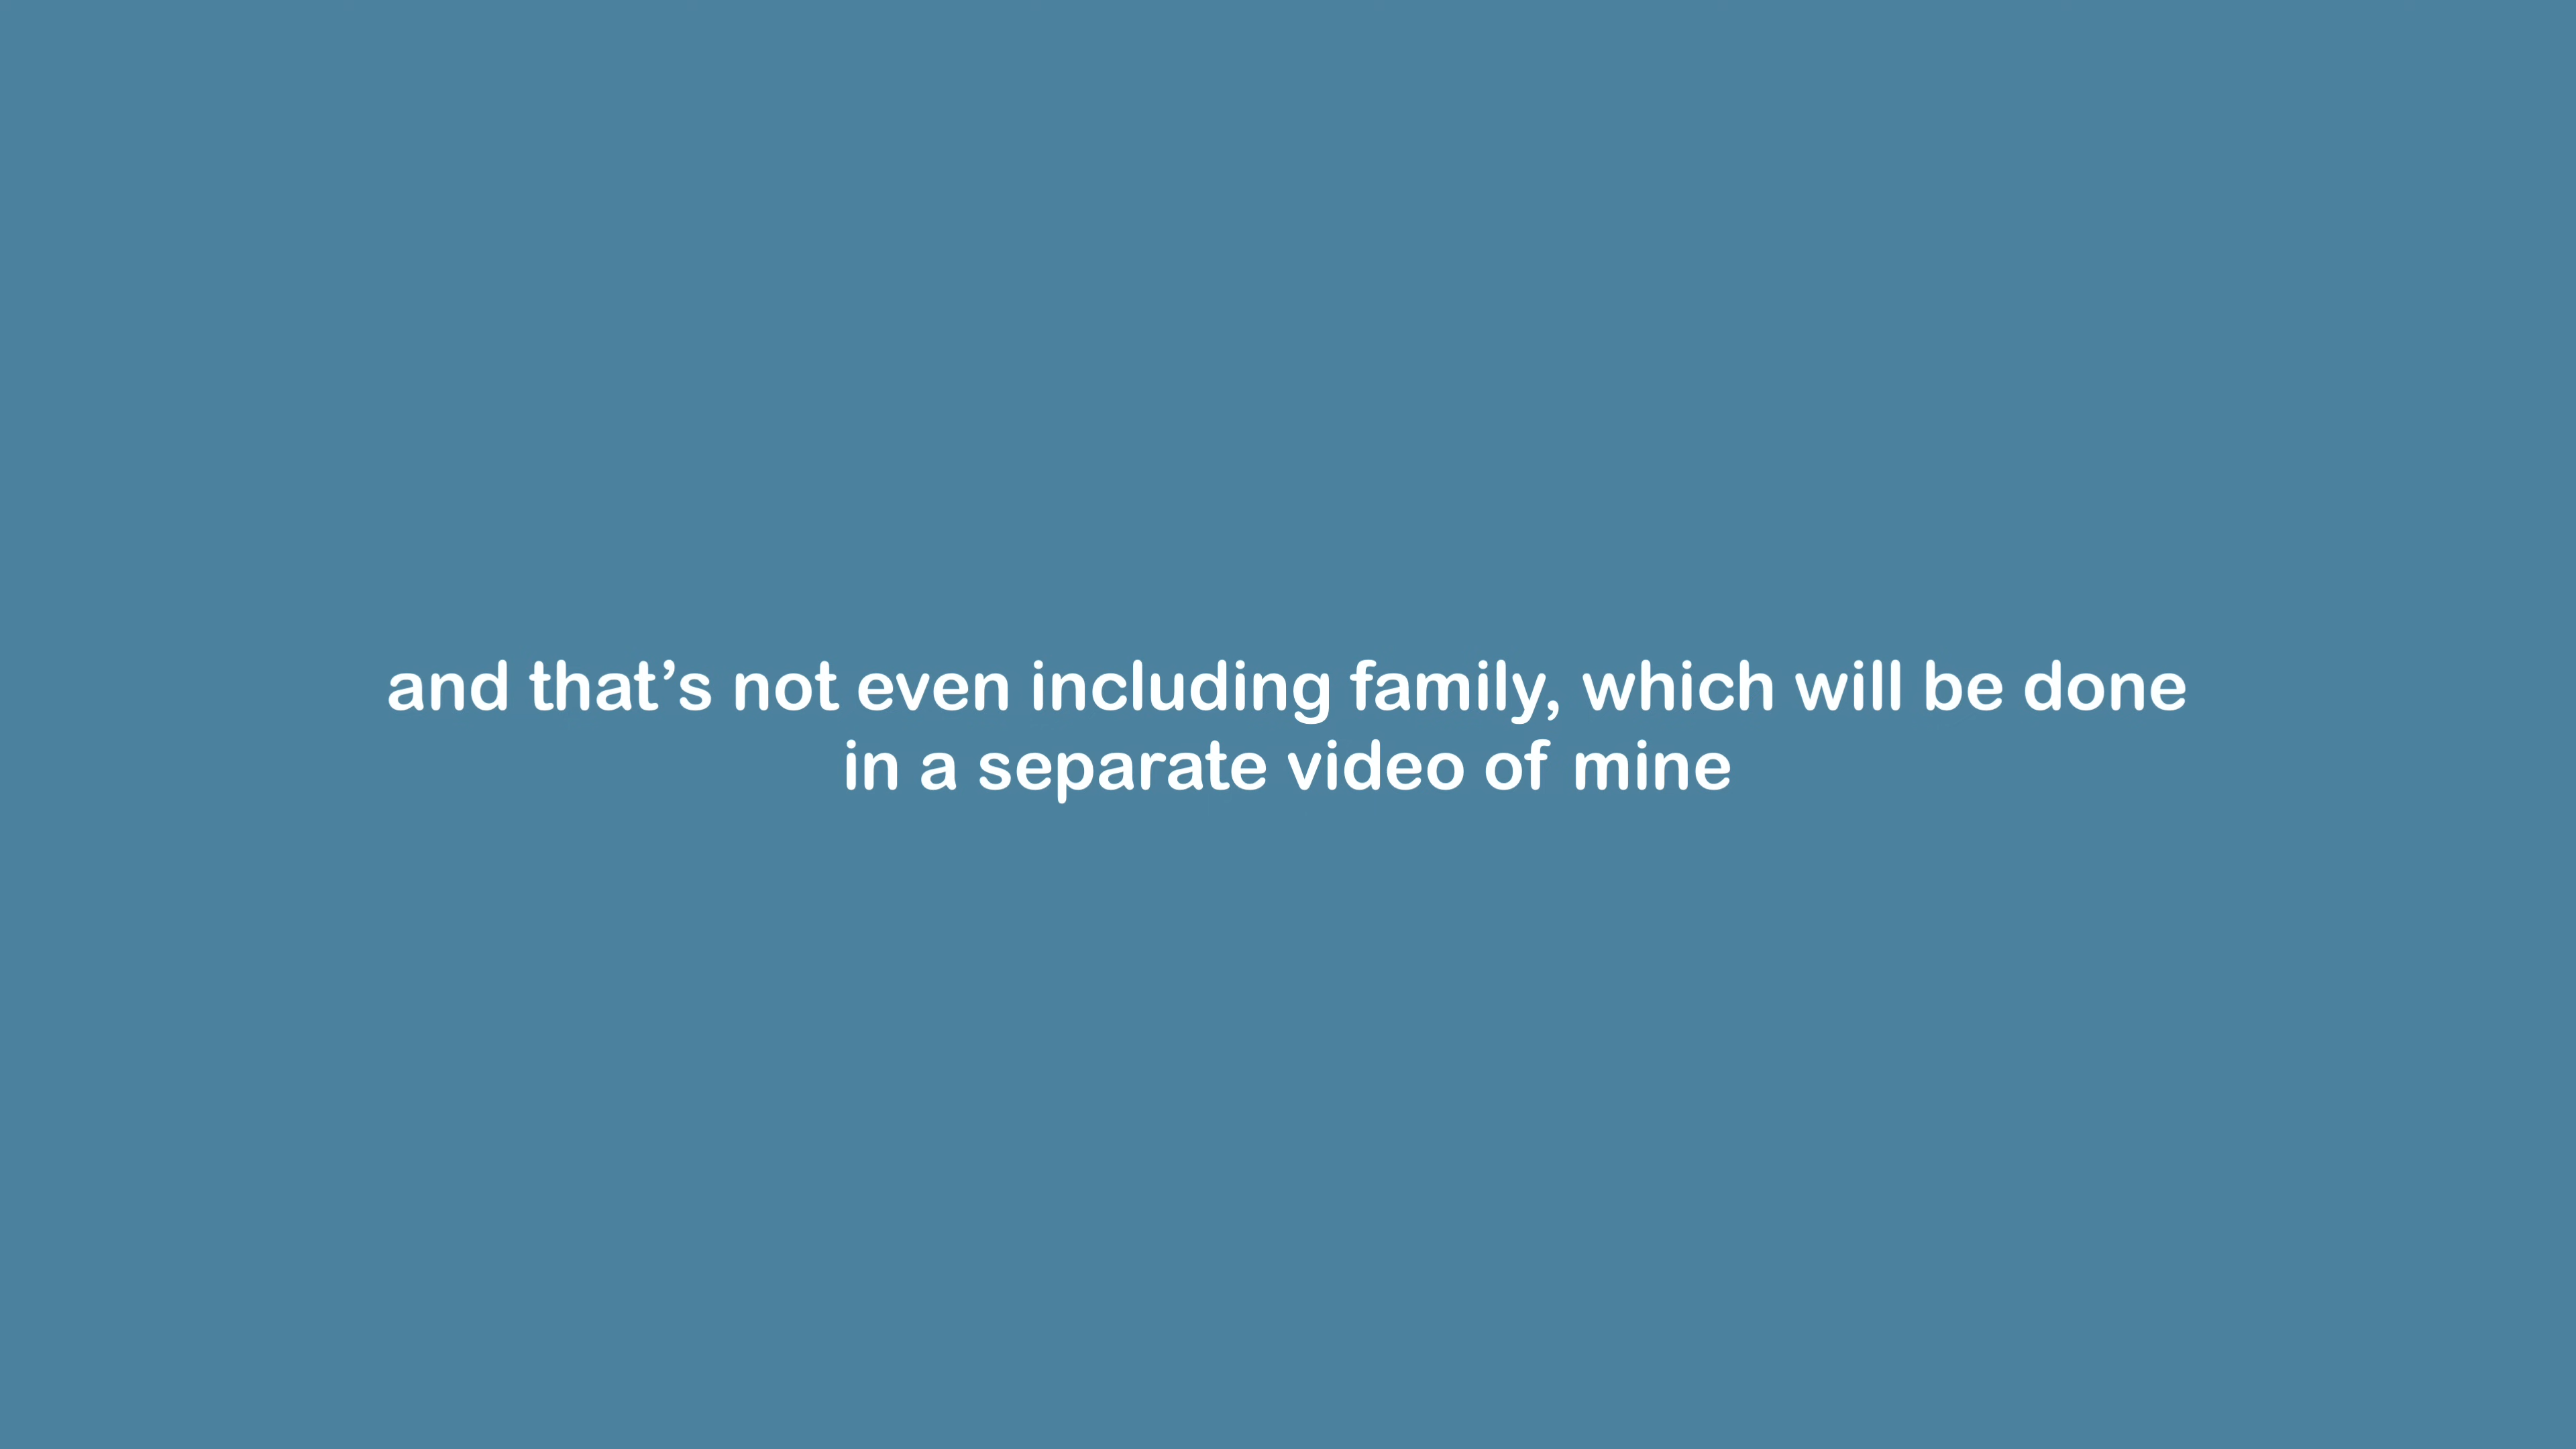 and that’s not even including family, which will be done
in a separate video of mine